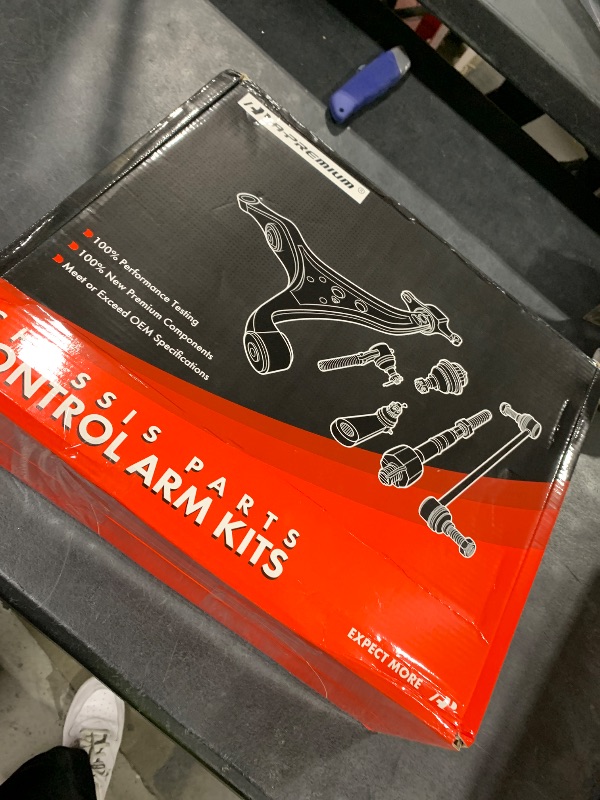 A-PREMIUM®
100% Performance Testing
100% New Premium Components
Meet or Exceed OEM Specifications
PARTS
CONTROL ARM KITS
EXPECT MORE